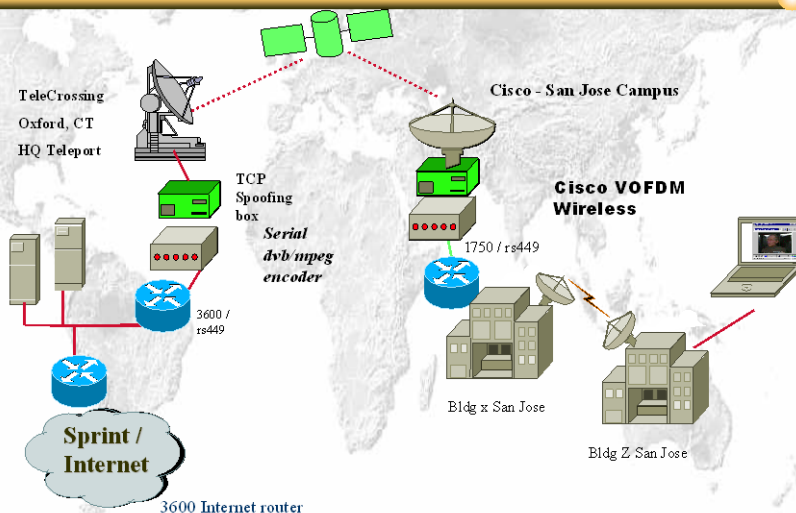 TeleCrossing
Oxford, CT
HQ Teleport
TCP
Spoofing
box
Serial
dvb/mpeg
encoder
3600 /
rs449
Sprint /
Internet
3600 Internet router
Cisco - San Jose Campus
Cisco VOFDM
Wireless
1750 / rs449
Bldg x San Jose
Bldg Z San Jose